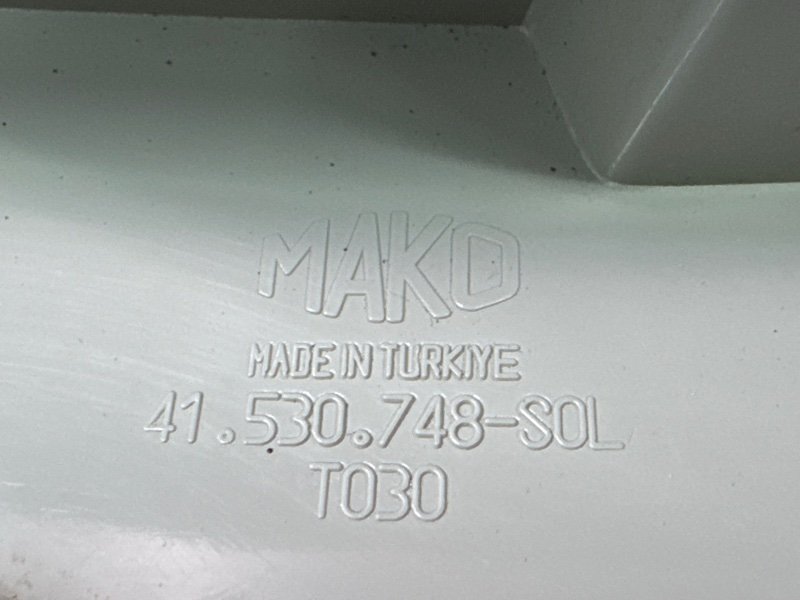 MAKO
MADE IN TURKIYE
41.530.748-SOL
T030